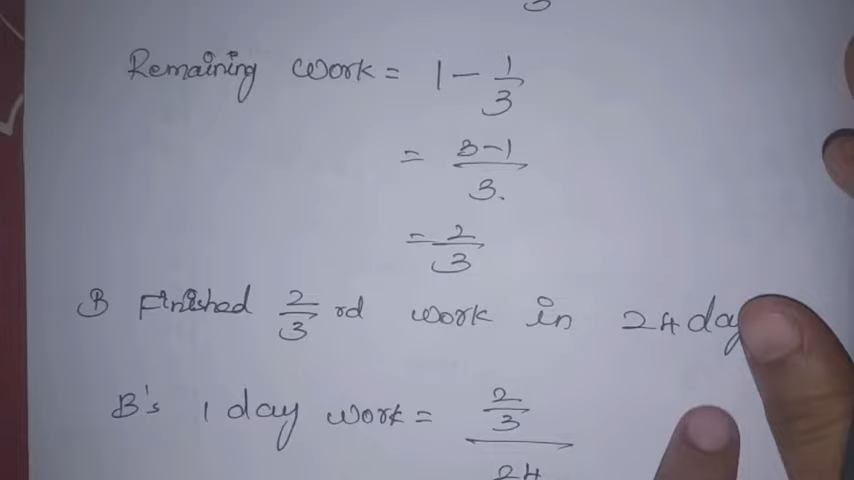 Remaining work = 1 - 1/3
= 3-1/3.
= 2/3
B Finished 2/3 rd work in 24 day
B's 1 day work = 2/3/24